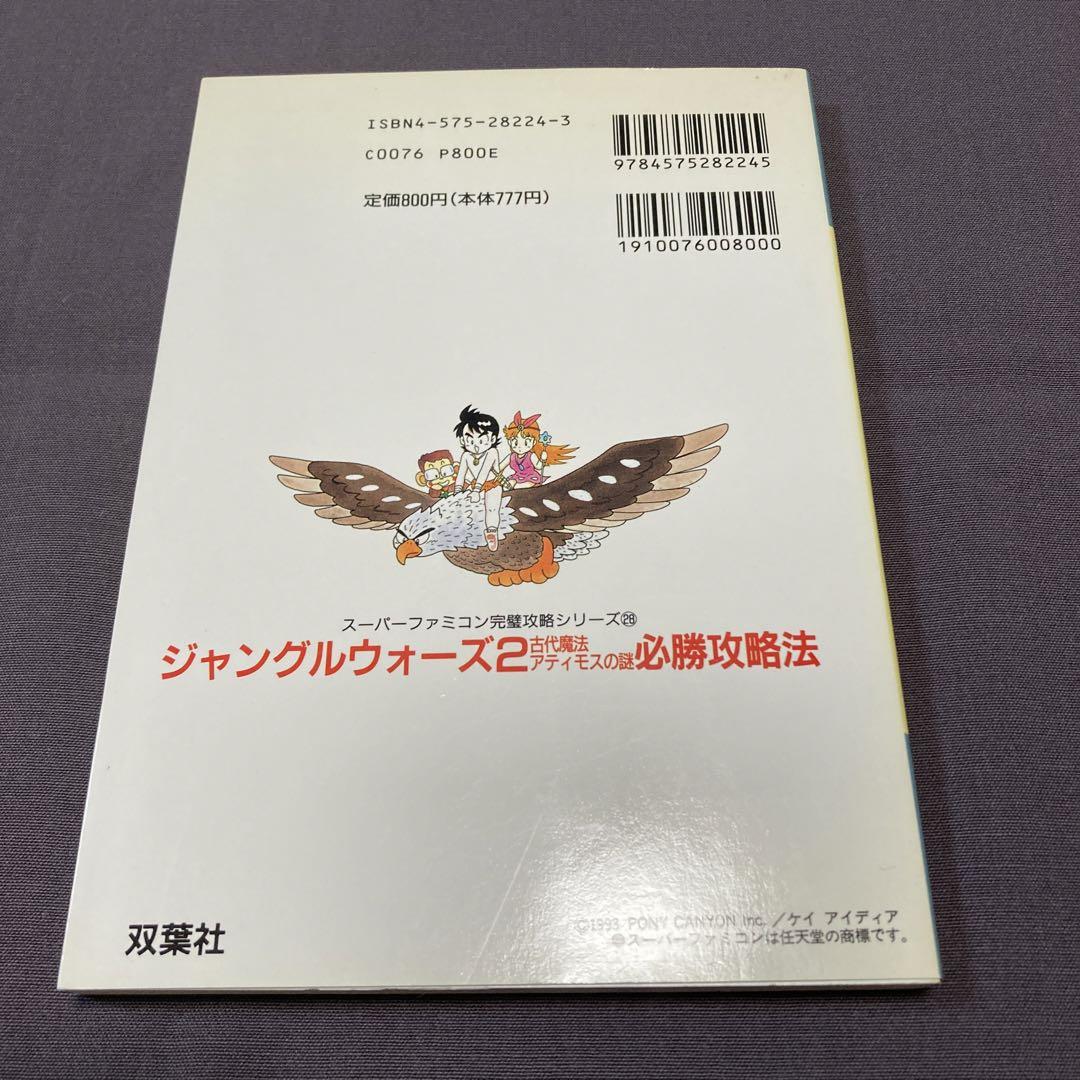 ISBN4-575-28224-3
C0076 P800E
定価800円(本体777円)
9784575282245
1910076008000
スーパーファミコン完璧攻略シリーズ㉘
ジャングルウォーズ2 古代魔法アティモスの謎 必勝攻略法
双葉社
©1993 PONY CANYON Inc. /ケイ アイディア
●スーパーファミコンは任天堂の商標です。